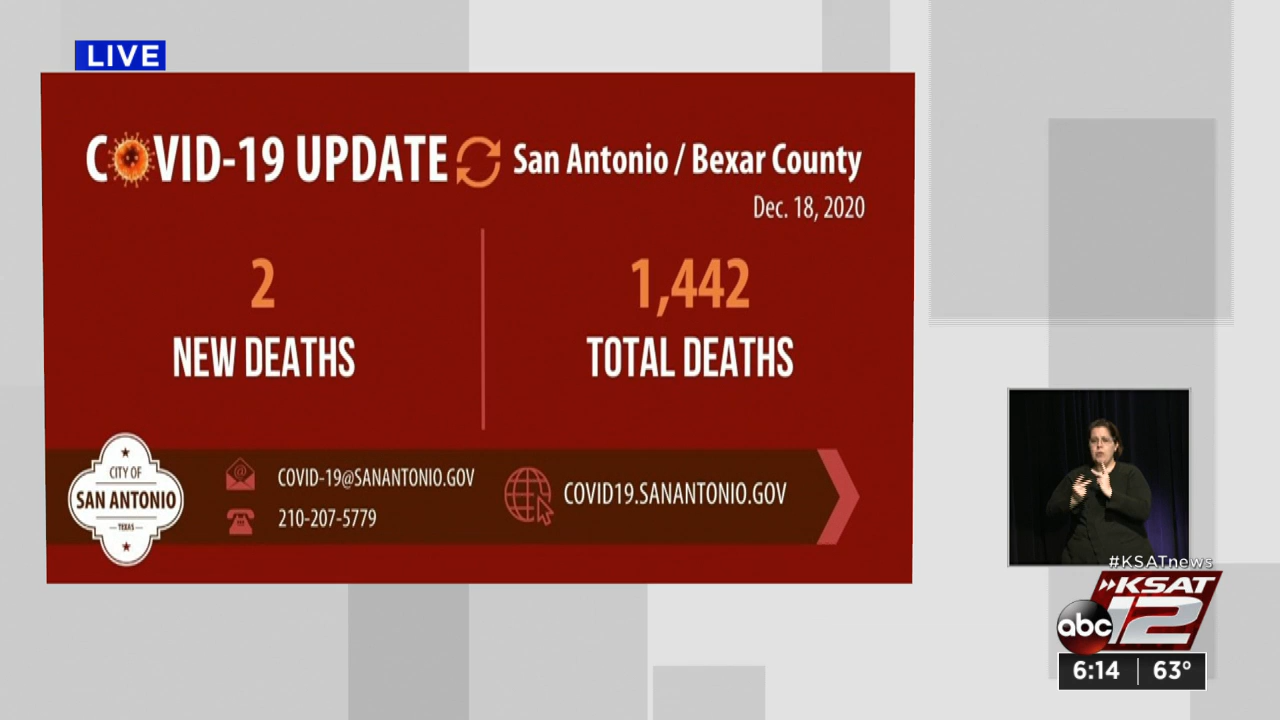 LIVE
COVID-19 UPDATE
San Antonio / Bexar County
Dec. 18, 2020
2
NEW DEATHS
1,442
TOTAL DEATHS
CITY OF
SAN ANTONIO
TEXAS
COVID-19@SANANTONIO.GOV
210-207-5779
COVID19.SANANTONIO.GOV
#KSATnews
KSAT
abc 12
6:14 63°